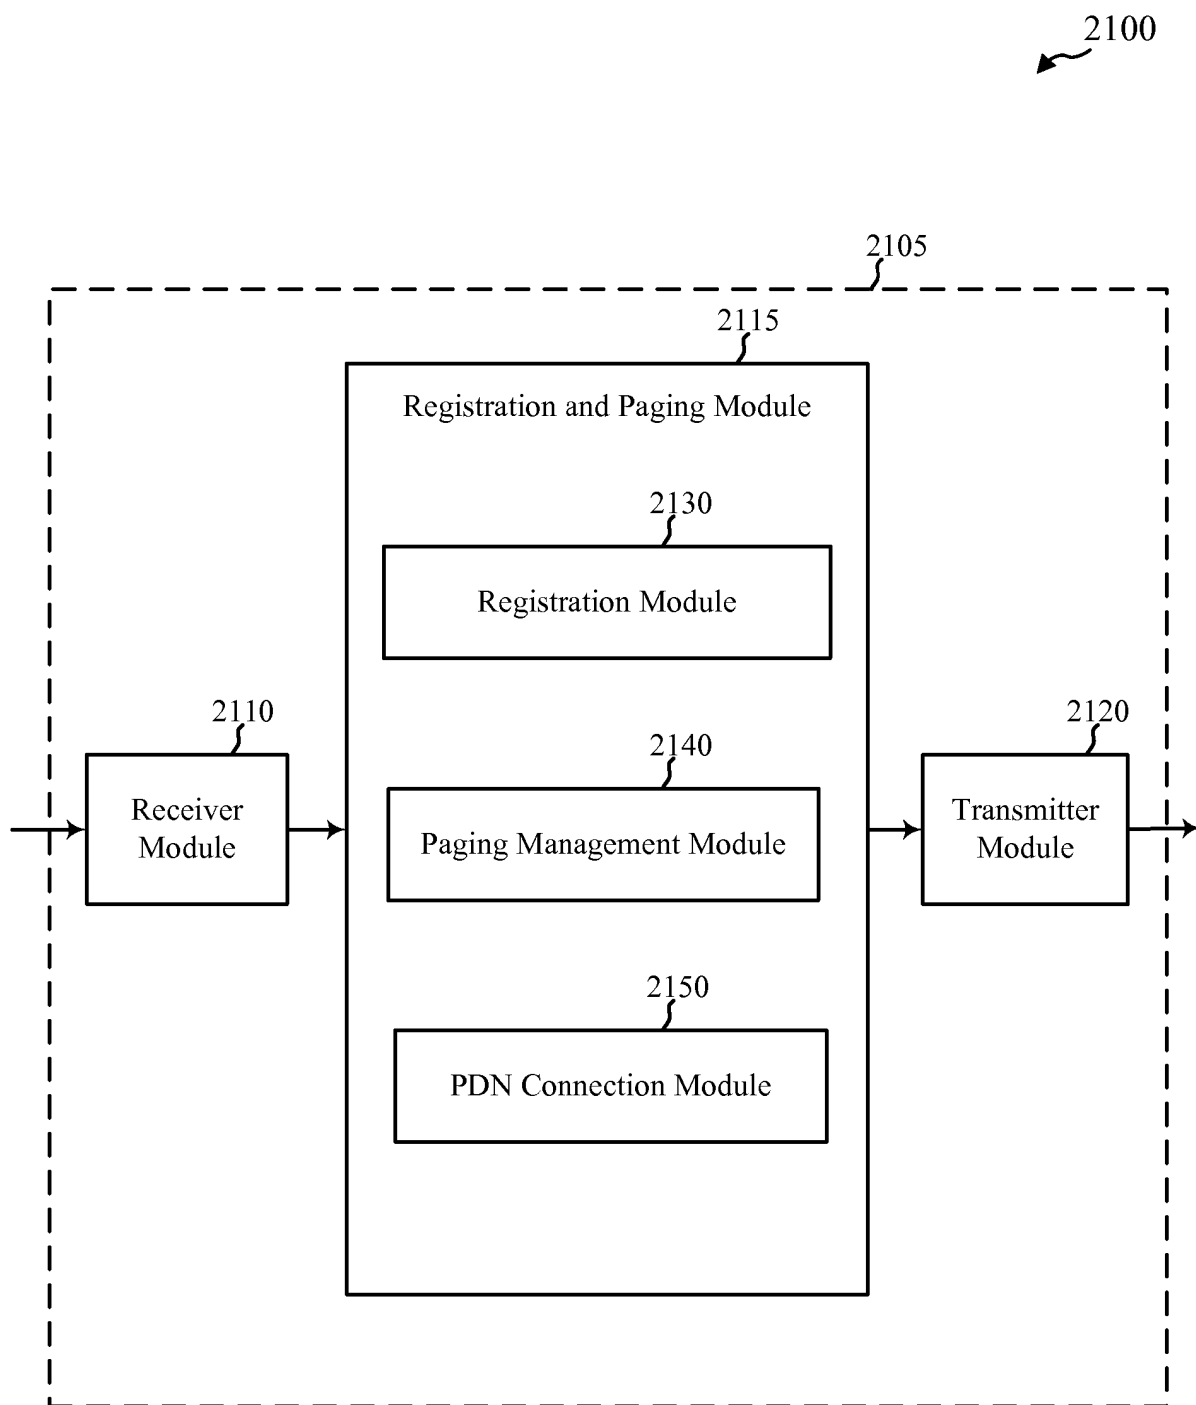 2100
2105
2115
Registration and Paging Module
2130
Registration Module
2110
Receiver
Module
2140
Paging Management Module
2120
Transmitter
Module
2150
PDN Connection Module